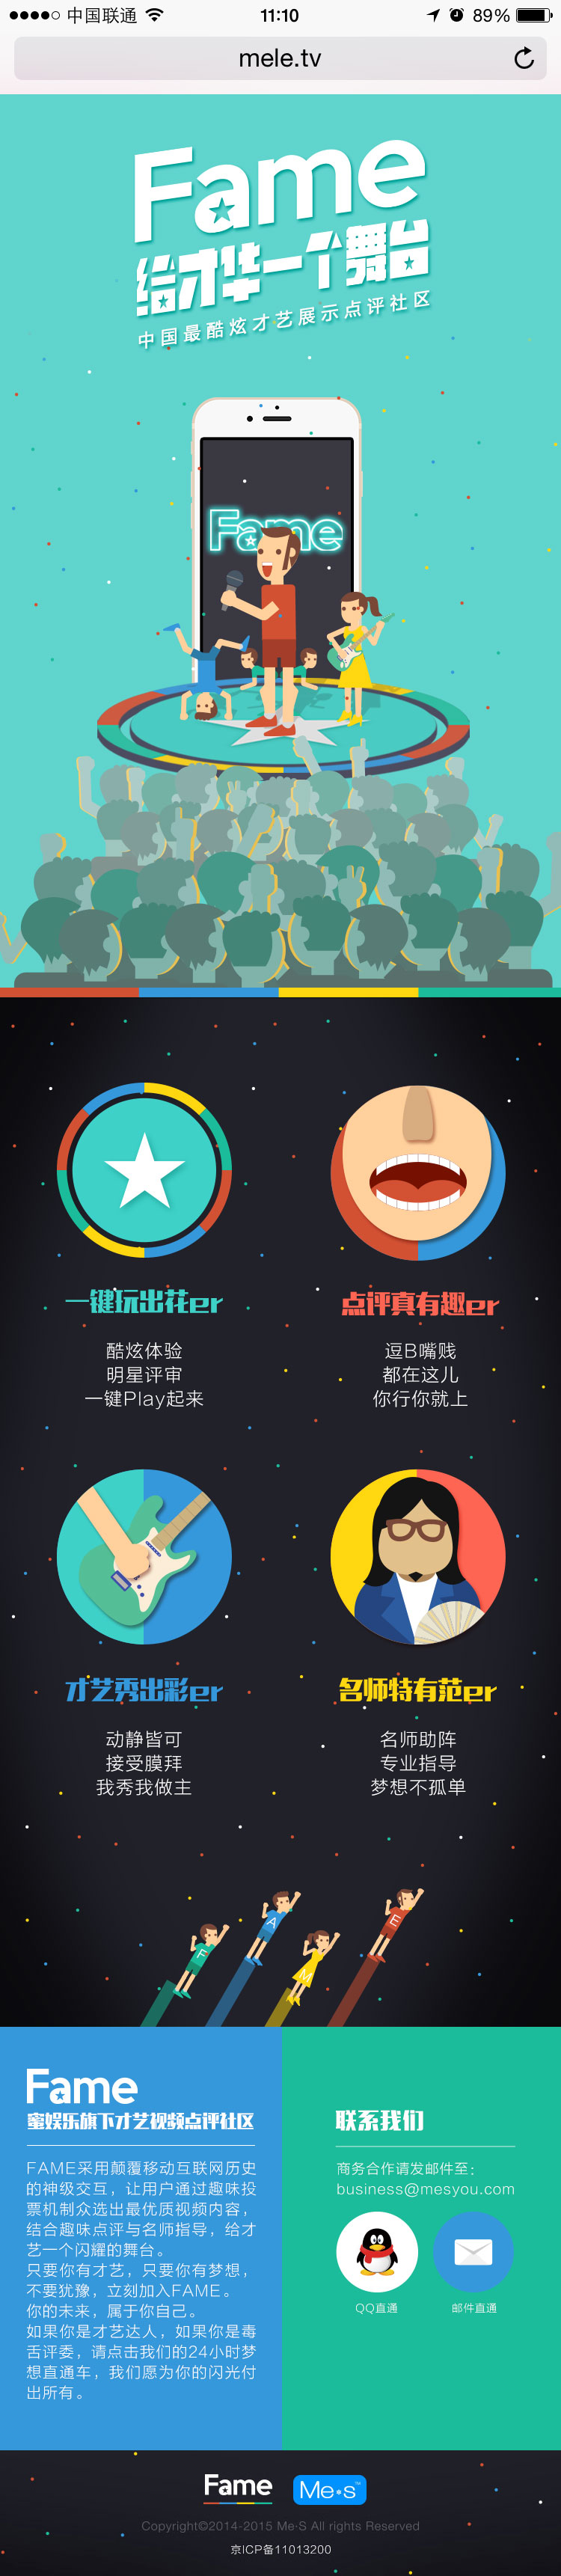 中国联通
11:10
89%
mele.tv
Fame
给才华一个舞台
中国最酷炫才艺展示点评社区
Fame
一键玩出花er
酷炫体验
明星评审
一键Play起来
点评真有趣er
逗B嘴贱
都在这儿
你行你就上
才艺秀出彩er
动静皆可
接受膜拜
我秀我做主
名师特有范er
名师助阵
专业指导
梦想不孤单
F
A
M
E
Fame
蜜娱乐旗下才艺视频点评社区
FAME采用颠覆移动互联网历史
的神级交互，让用户通过趣味投
票机制众选出最优质视频内容，
结合趣味点评与名师指导，给才
艺一个闪耀的舞台。
只要你有才艺，只要你有梦想，
不要犹豫，立刻加入FAME。
你的未来，属于你自己。
如果你是才艺达人，如果你是毒
舌评委，请点击我们的24小时梦
想直通车，我们愿为你的闪光付
出所有。
联系我们
商务合作请发邮件至：
business@mesyou.com
QQ直通
邮件直通
Fame
Me·s™
Copyright©2014-2015 Me·S All rights Reserved
京ICP备11013200